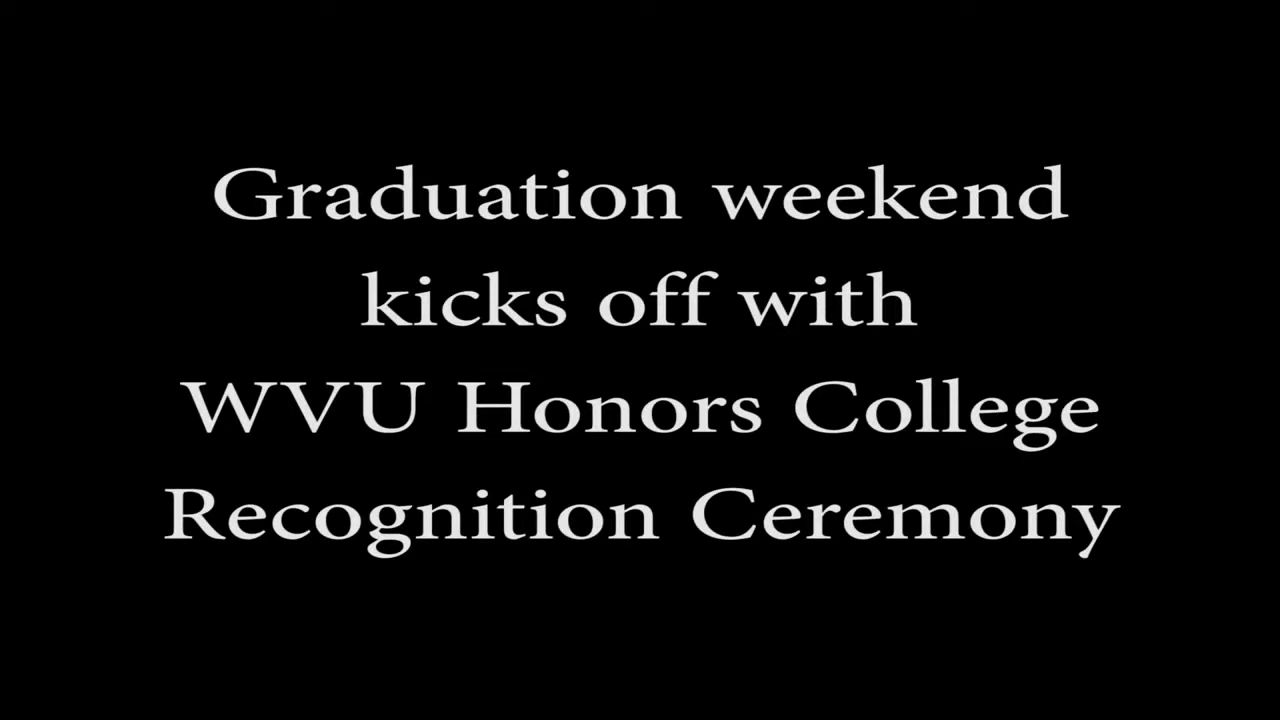 Graduation weekend
kicks off with
WVU Honors College
Recognition Ceremony